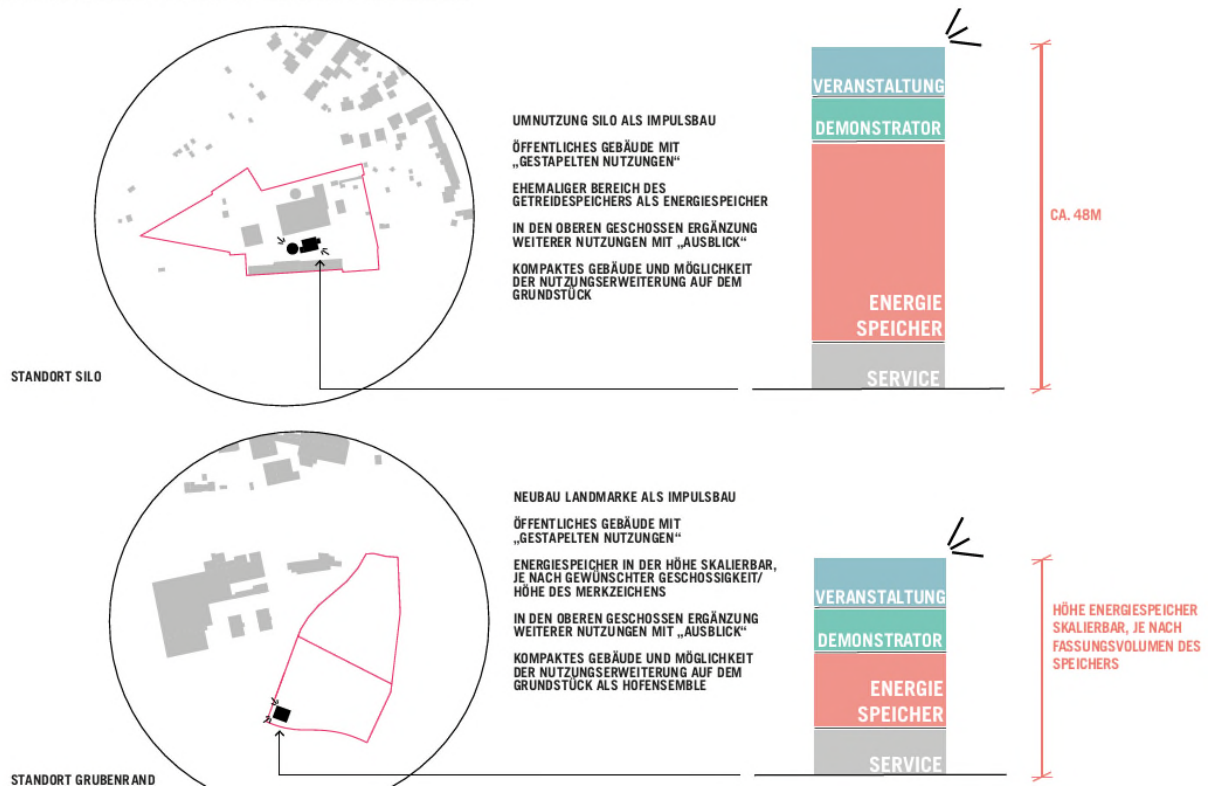 UMNUTZUNG SILO ALS IMPULSBAU
ÖFFENTLICHES GEBÄUDE MIT
„GESTAPELTEN NUTZUNGEN“
EHEMALIGER BEREICH DES
GETREIDESPEICHERS ALS ENERGIESPEICHER
IN DEN OBEREN GESCHOSSEN ERGÄNZUNG
WEITERER NUTZUNGEN MIT „AUSBLICK“
KOMPAKTES GEBÄUDE UND MÖGLICHKEIT
DER NUTZUNGSERWEITERUNG AUF DEM
GRUNDSTÜCK
VERANSTALTUNG
DEMONSTRATOR
ENERGIE
SPEICHER
SERVICE
CA. 48M
STANDORT SILO
NEUBAU LANDMARKE ALS IMPULSBAU
ÖFFENTLICHES GEBÄUDE MIT
„GESTAPELTEN NUTZUNGEN“
ENERGIESPEICHER IN DER HÖHE SKALIERBAR,
JE NACH GEWÜNSCHTER GESCHOSSIGKEIT/
HÖHE DES MERKZEICHENS
IN DEN OBEREN GESCHOSSEN ERGÄNZUNG
WEITERER NUTZUNGEN MIT „AUSBLICK“
KOMPAKTES GEBÄUDE UND MÖGLICHKEIT
DER NUTZUNGSERWEITERUNG AUF DEM
GRUNDSTÜCK ALS HOFENSEMBLE
VERANSTALTUNG
DEMONSTRATOR
ENERGIE
SPEICHER
SERVICE
HÖHE ENERGIESPEICHER
SKALIERBAR, JE NACH
FASSUNGSVOLUMEN DES
SPEICHERS
STANDORT GRUBENRAND